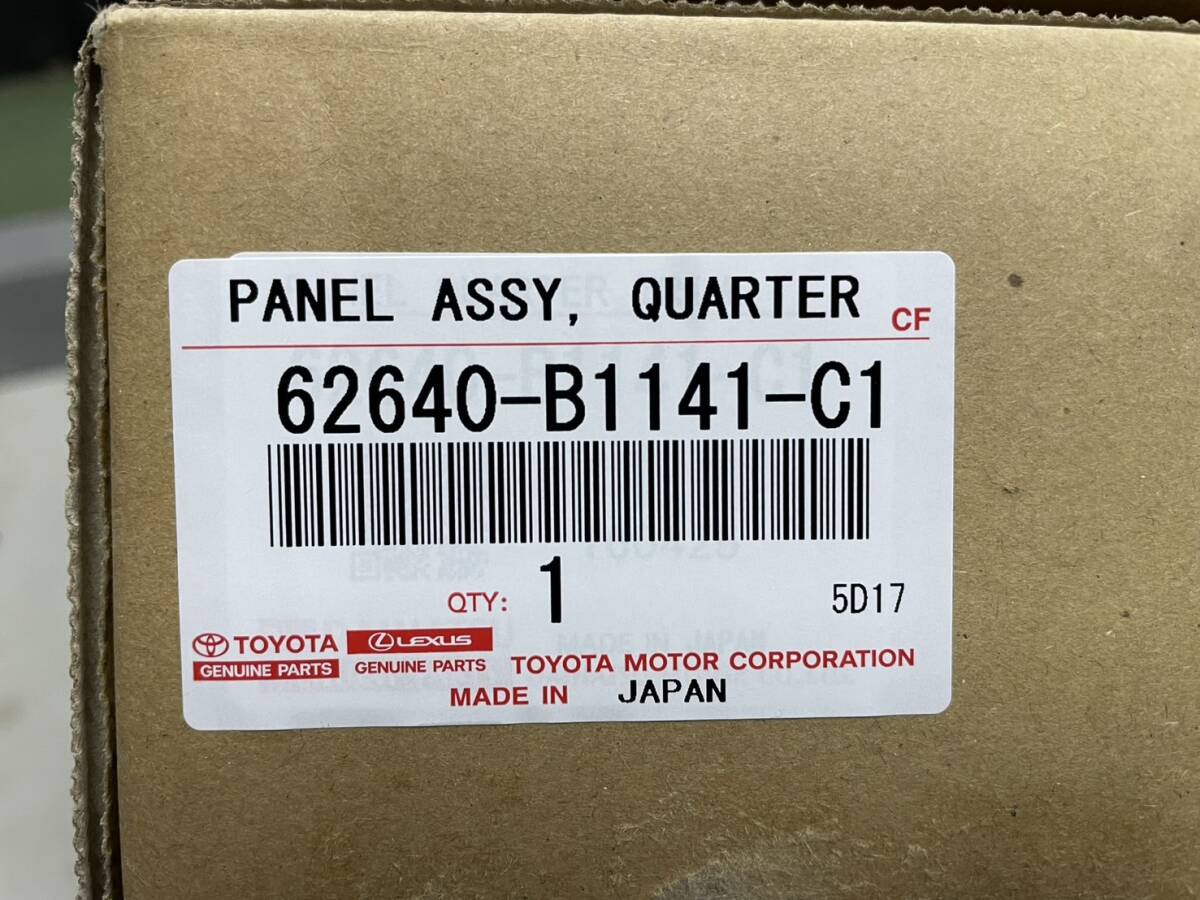 PANEL ASSY, QUARTER CF
62640-B1141-C1
QTY: 1 5D17
TOYOTA LEXUS
GENUINE PARTS GENUINE PARTS TOYOTA MOTOR CORPORATION
MADE IN JAPAN